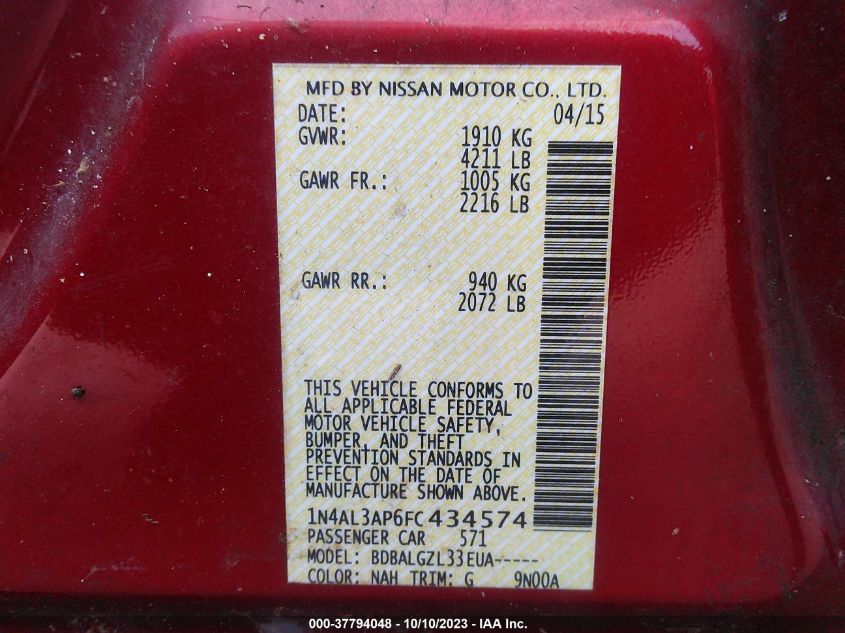 MFD BY NISSAN MOTOR CO., LTD.
DATE: 04/15
GVWR: 1910 KG
4211 LB
GAWR FR.: 1005 KG
2216 LB
GAWR RR.: 940 KG
2072 LB
THIS VEHICLE CONFORMS TO
ALL APPLICABLE FEDERAL
MOTOR VEHICLE SAFETY,
BUMPER, AND THEFT
PREVENTION STANDARDS IN
EFFECT ON THE DATE OF
MANUFACTURE SHOWN ABOVE.
1N4AL3AP6FC434574
PASSENGER CAR 571
MODEL: BDBALGZL33EUA-----
COLOR: NAH TRIM: G 9N00A
000-37794048 - 10/10/2023 - IAA Inc.